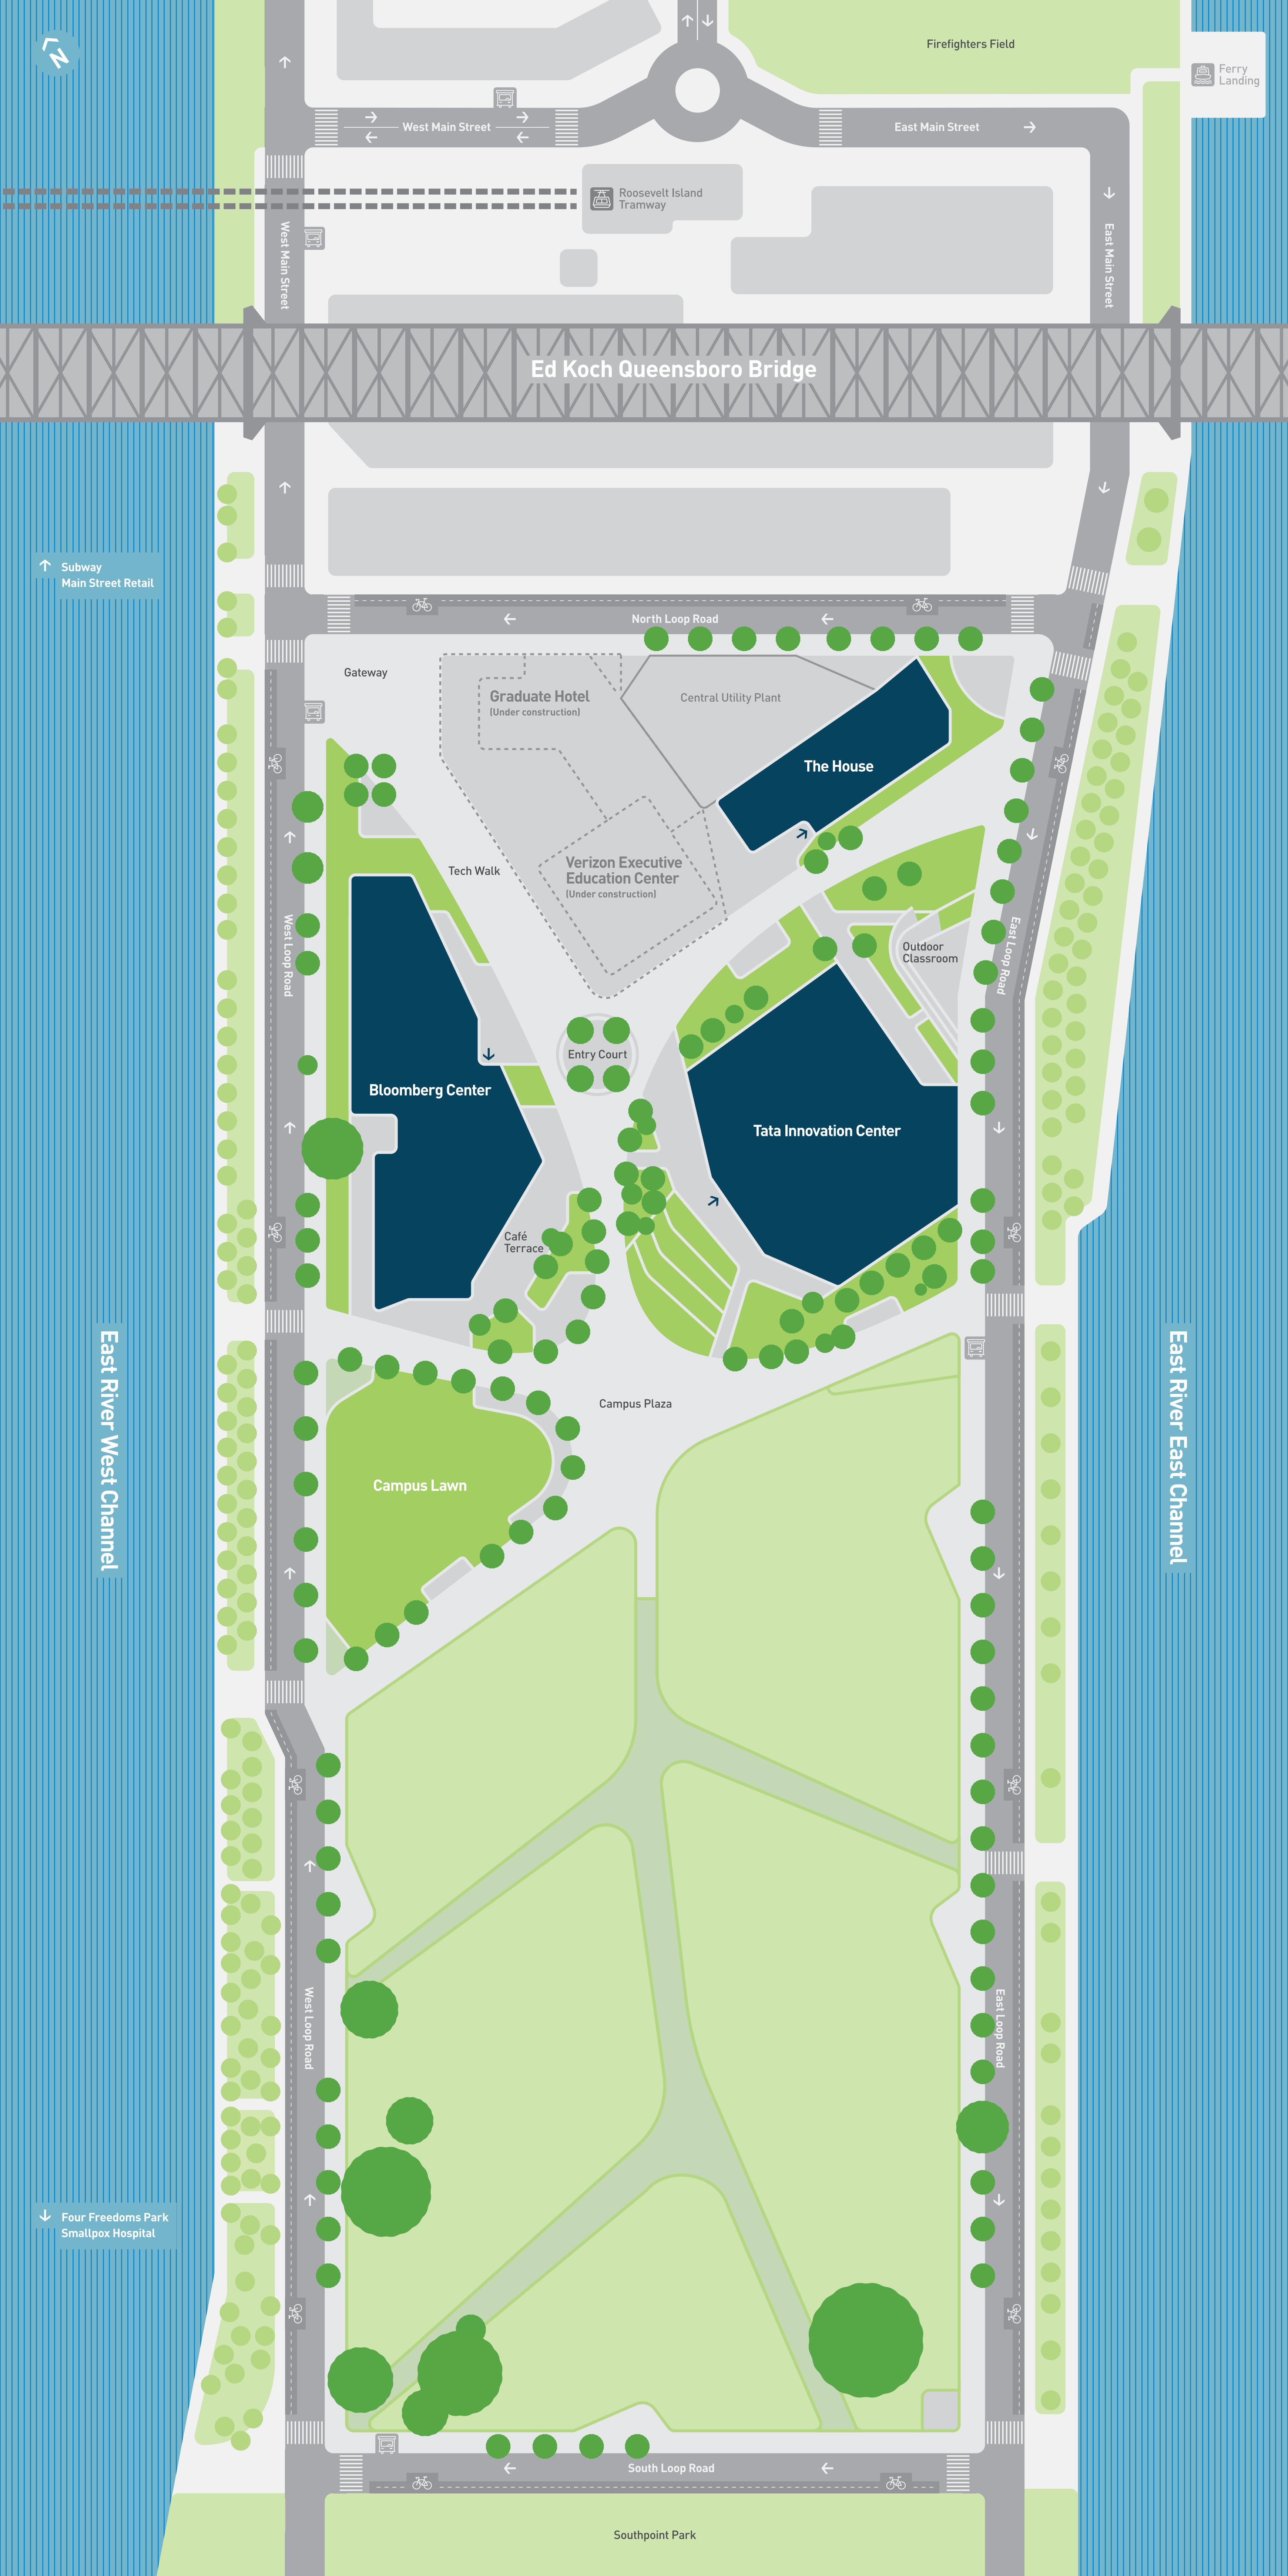 N
Firefighters Field
Ferry
Landing
West Main Street
East Main Street
Roosevelt Island
Tramway
West Main Street
East Main Street
Ed Koch Queensboro Bridge
Subway
Main Street Retail
North Loop Road
Gateway
Graduate Hotel
(Under construction)
Central Utility Plant
The House
Tech Walk
Verizon Executive
Education Center
(Under construction)
West Loop Road
Outdoor
Classroom
East Loop Road
Entry Court
Bloomberg Center
Tata Innovation Center
Café
Terrace
East River West Channel
East River East Channel
Campus Plaza
Campus Lawn
West Loop Road
East Loop Road
Four Freedoms Park
Smallpox Hospital
South Loop Road
Southpoint Park